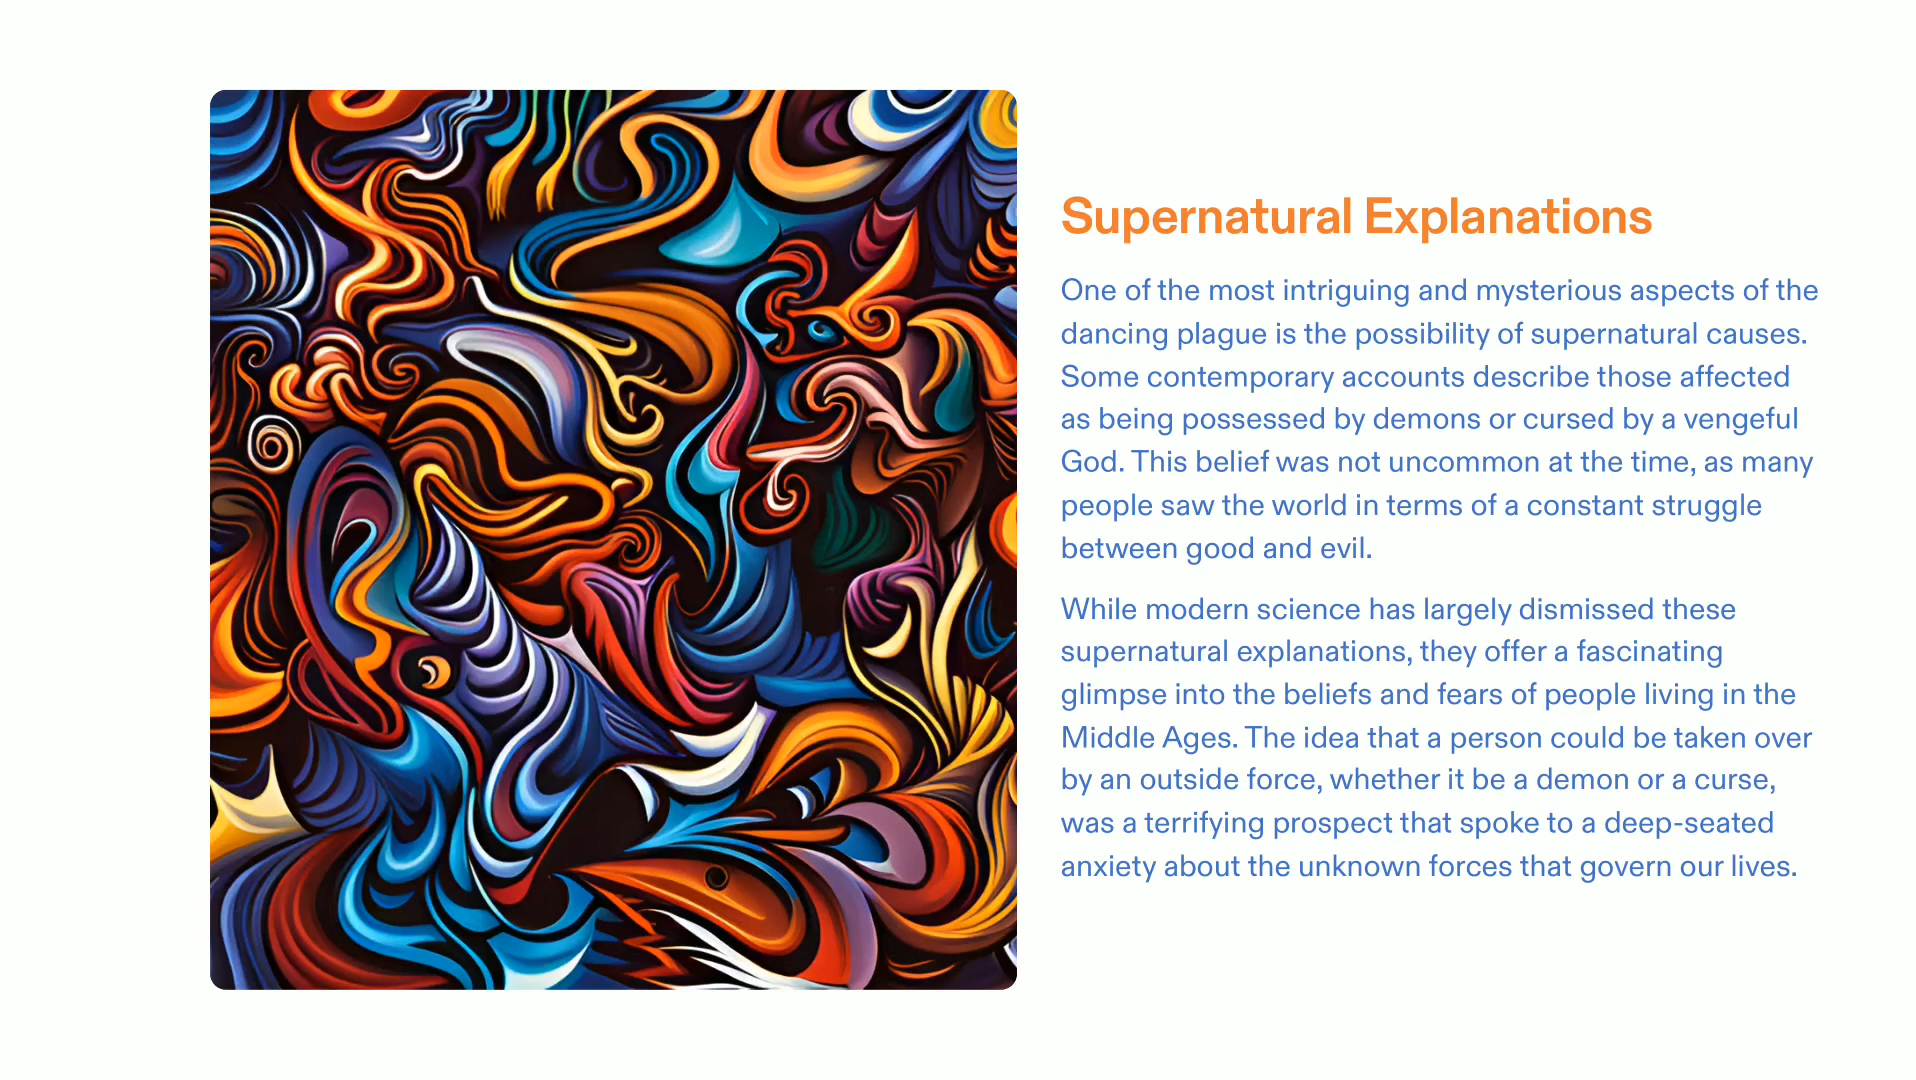 Supernatural Explanations
One of the most intriguing and mysterious aspects of the
dancing plague is the possibility of supernatural causes.
Some contemporary accounts describe those affected
as being possessed by demons or cursed by a vengeful
God. This belief was not uncommon at the time, as many
people saw the world in terms of a constant struggle
between good and evil.
While modern science has largely dismissed these
supernatural explanations, they offer a fascinating
glimpse into the beliefs and fears of people living in the
Middle Ages. The idea that a person could be taken over
by an outside force, whether it be a demon or a curse,
was a terrifying prospect that spoke to a deep-seated
anxiety about the unknown forces that govern our lives.